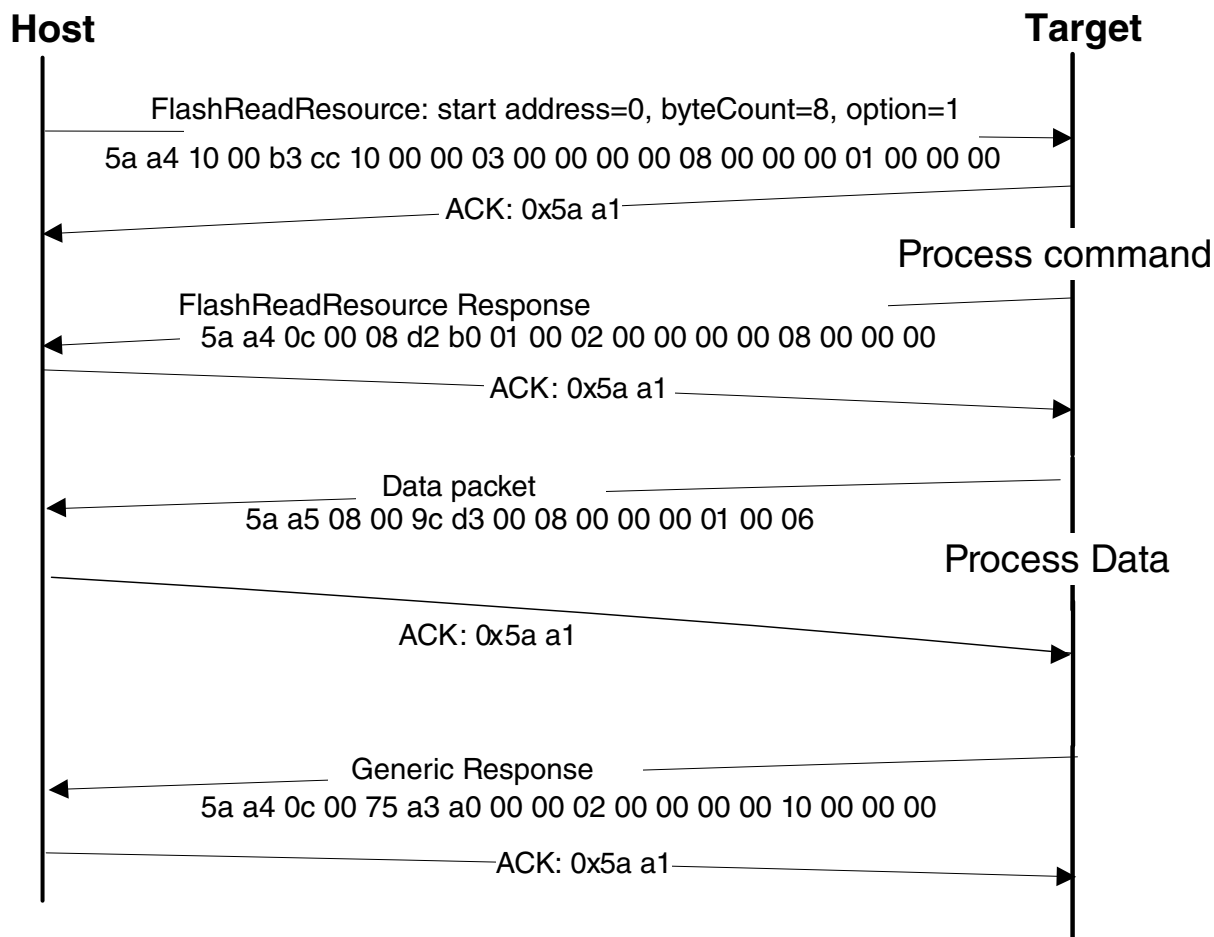 Host
Target
FlashReadResource: start address=0, byteCount=8, option=1
5a a4 10 00 b3 cc 10 00 00 03 00 00 00 00 08 00 00 00 01 00 00 00
ACK: 0x5a a1
Process command
FlashReadResource Response
5a a4 0c 00 08 d2 b0 01 00 02 00 00 00 00 08 00 00 00
ACK: 0x5a a1
Data packet
5a a5 08 00 9c d3 00 08 00 00 00 01 00 06
Process Data
ACK: 0x5a a1
Generic Response
5a a4 0c 00 75 a3 a0 00 00 02 00 00 00 00 10 00 00 00
ACK: 0x5a a1